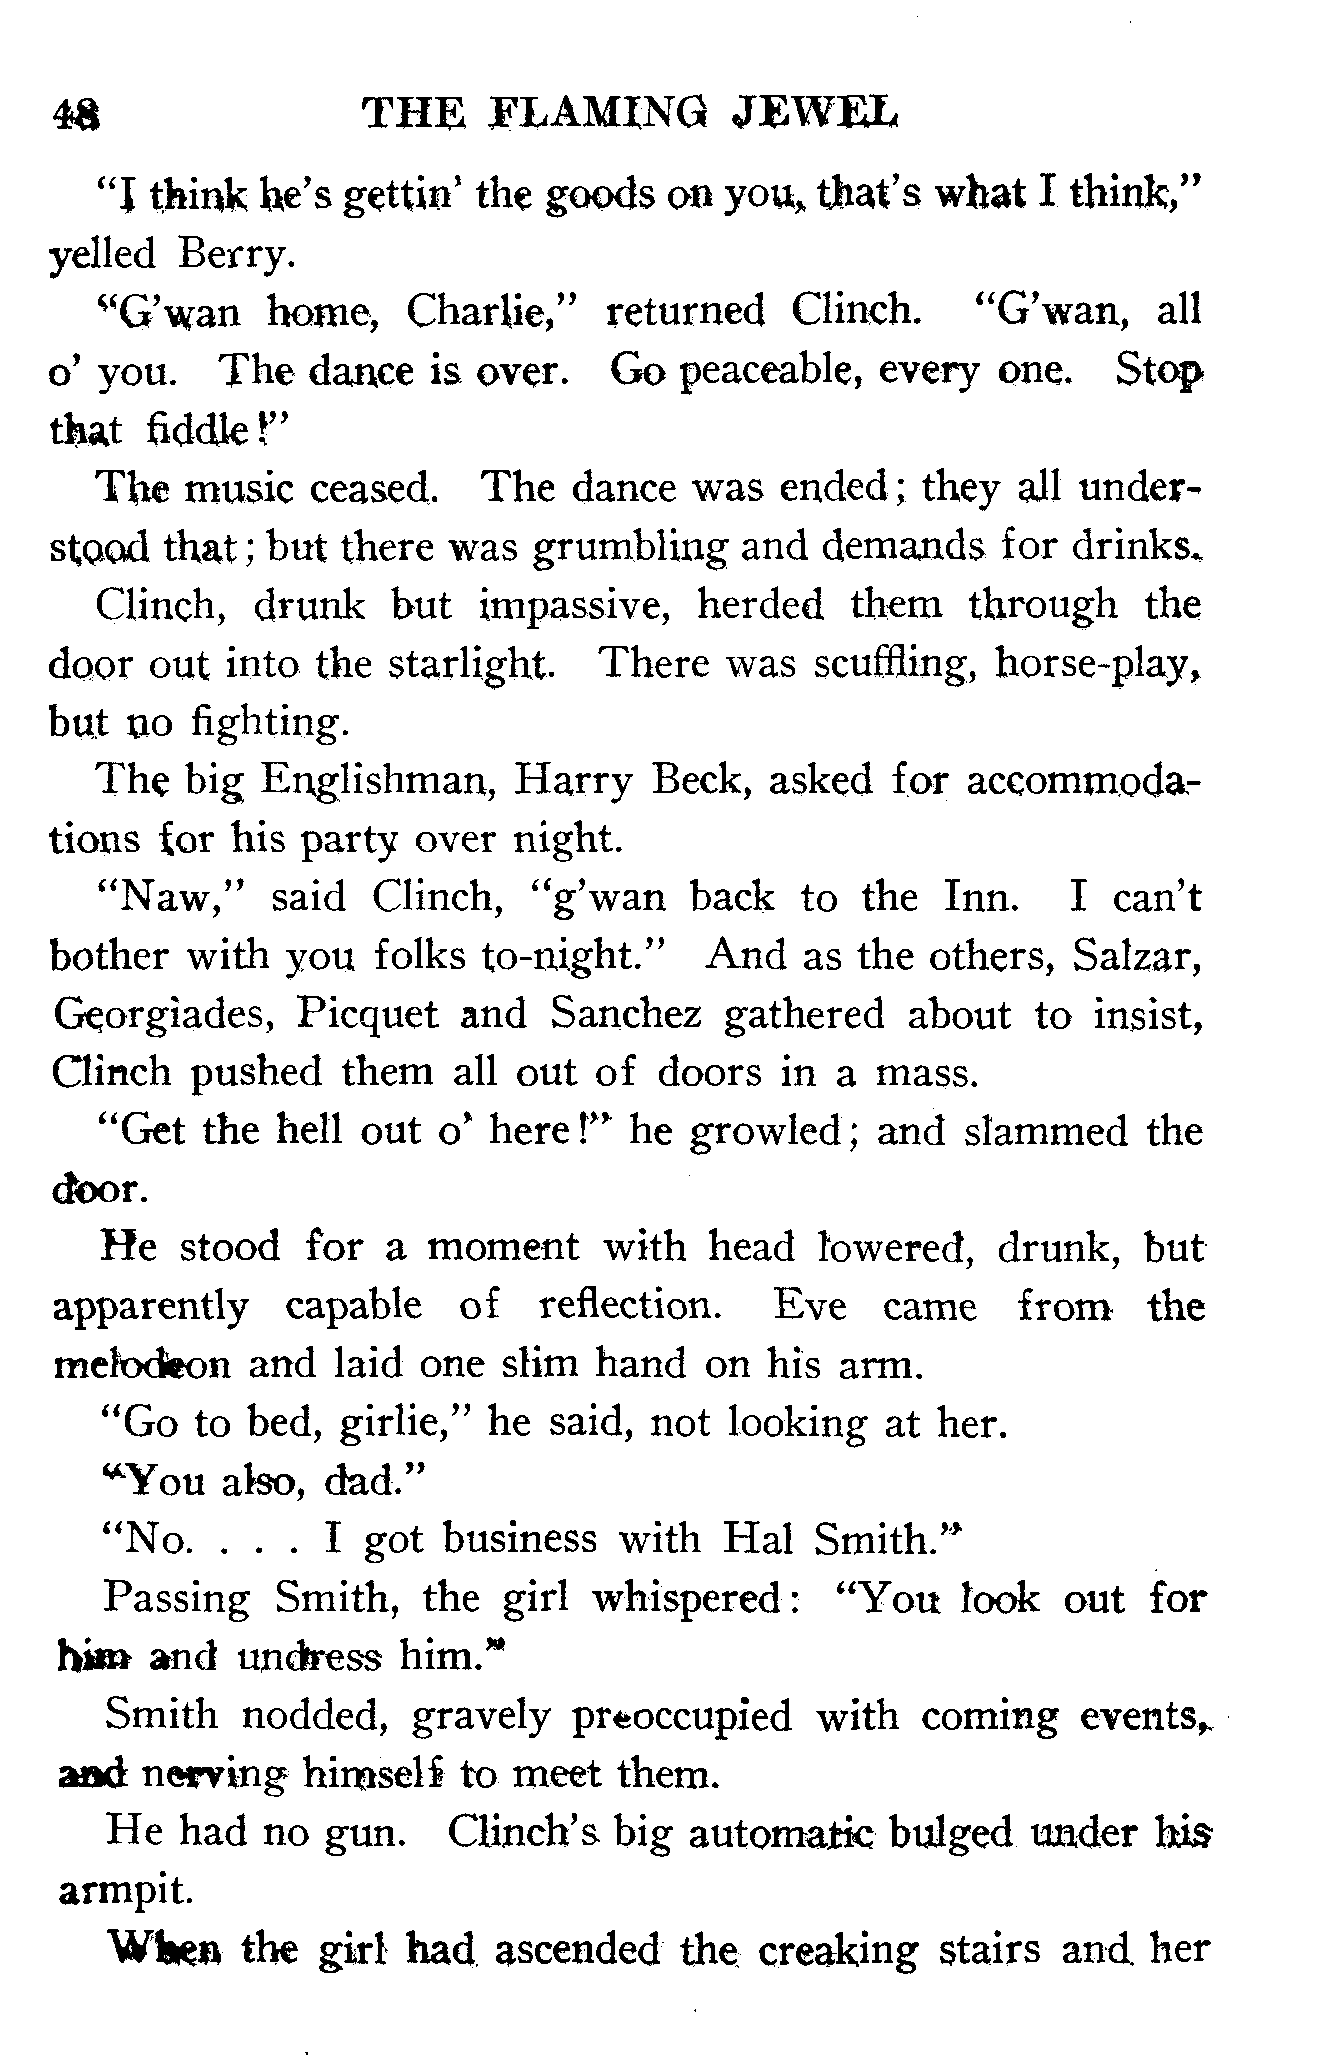 48 THE FLAMING JEWEL
"I think he's gettin' the goods on you, that's what I think,"
yelled Berry.
"G'wan home, Charlie," returned Clinch. "G'wan, all
o' you. The dance is over. Go peaceable, every one. Stop
that fiddle!"
The music ceased. The dance was ended; they all under-
stood that; but there was grumbling and demands for drinks.
Clinch, drunk but impassive, herded them through the
door out into the starlight. There was scuffling, horse-play,
but no fighting.
The big Englishman, Harry Beck, asked for accommoda-
tions for his party over night.
"Naw," said Clinch, "g'wan back to the Inn. I can't
bother with you folks to-night." And as the others, Salzar,
Georgiades, Picquet and Sanchez gathered about to insist,
Clinch pushed them all out of doors in a mass.
"Get the hell out o' here!" he growled; and slammed the
door.
He stood for a moment with head lowered, drunk, but
apparently capable of reflection. Eve came from the
melodeon and laid one slim hand on his arm.
"Go to bed, girlie," he said, not looking at her.
"You also, dad."
"No. . . . I got business with Hal Smith."
Passing Smith, the girl whispered: "You look out for
him and undress him."
Smith nodded, gravely preoccupied with coming events,
and nerving himself to meet them.
He had no gun. Clinch's big automatic bulged under his
armpit.
When the girl had ascended the creaking stairs and her